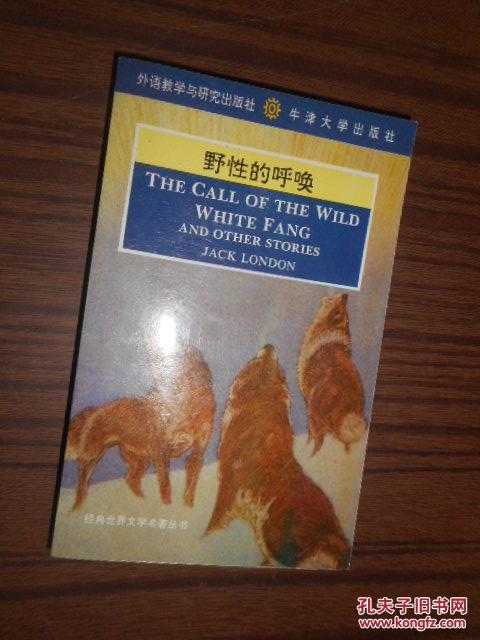 外语教学与研究出版社 牛津大学出版社
野性的呼唤
THE CALL OF THE WILD
WHITE FANG
AND OTHER STORIES
JACK LONDON
经典世界文学名著丛书
孔夫子旧书网
www.kongfz.com